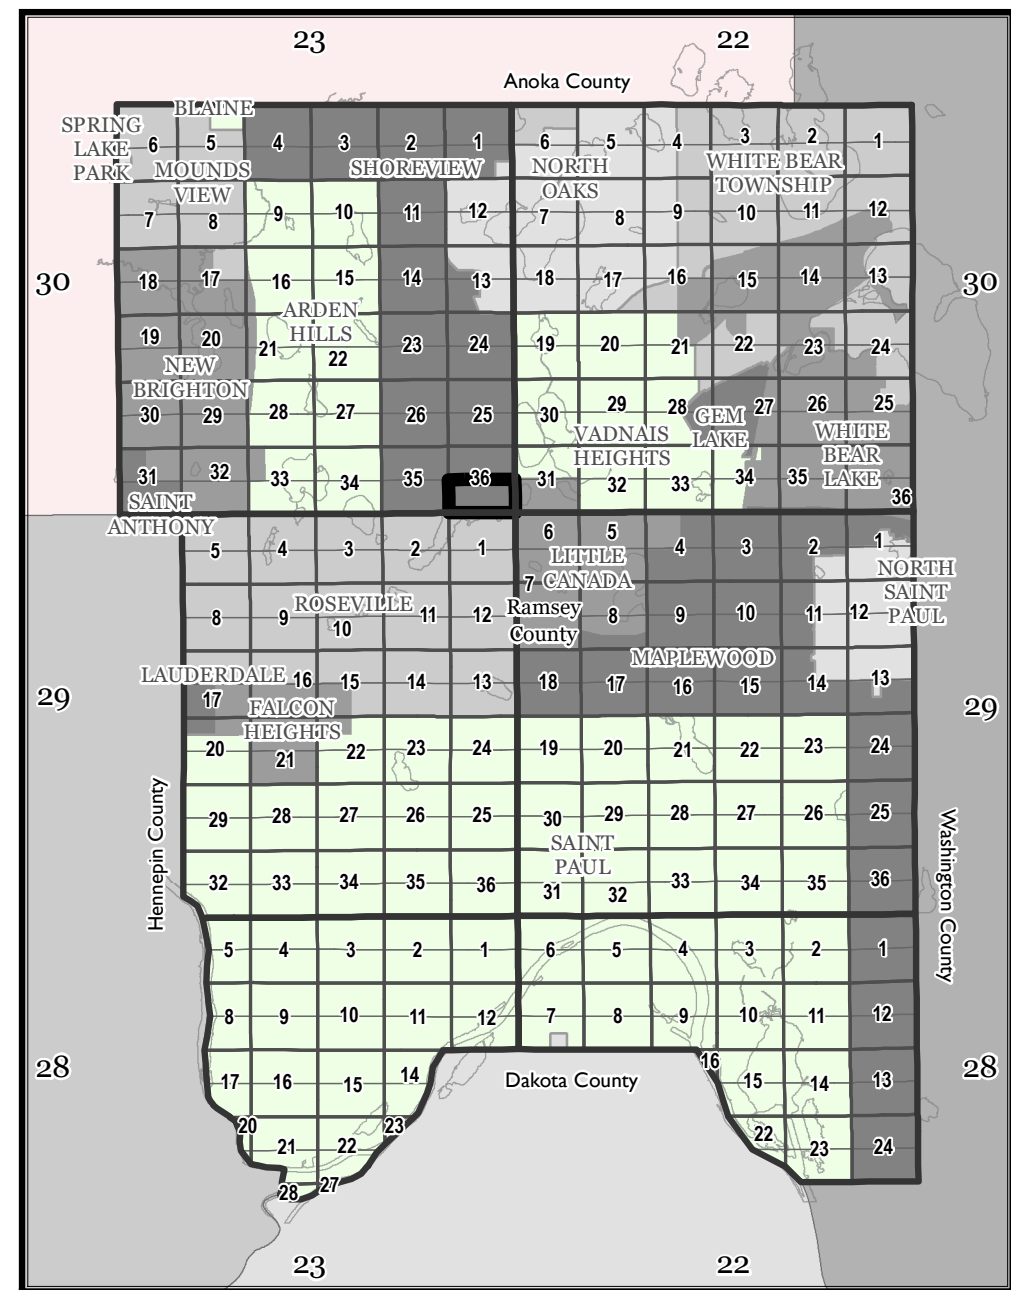 23 22
Anoka County
BLAINE
SPRING
LAKE
PARK
6 5 4 3 2 1 6 5 4 3 2 1
MOUNDS
VIEW
SHOREVIEW
NORTH
OAKS
WHITE BEAR
TOWNSHIP
7 8 9 10 11 12 7 8 9 10 11 12
30 18 17 16 15 14 13 18 17 16 15 14 13 30
ARDEN
HILLS
19 20 21 22 23 24 19 20 21 22 23 24
NEW
BRIGHTON
30 29 28 27 26 25 30 29 28 27 26 25
GEM
LAKE
VADNAIS
HEIGHTS
WHITE
BEAR
LAKE
31 32 33 34 35 36 31 32 33 34 35 36
SAINT
ANTHONY
5 4 3 2 1 6 5 4 3 2 1
LITTLE
CANADA
NORTH
SAINT
PAUL
8 9 10 11 12 7 8 9 10 11 12
ROSEVILLE
Ramsey
County
MAPLEWOOD
LAUDERDALE
29 17 16 15 14 13 18 17 16 15 14 13 29
FALCON
HEIGHTS
20 21 22 23 24 19 20 21 22 23 24
Hennepin County
29 28 27 26 25 30 29 28 27 26 25
Washington County
SAINT
PAUL
32 33 34 35 36 31 32 33 34 35 36
5 4 3 2 1 6 5 4 3 2 1
8 9 10 11 12 7 8 9 10 11 12
28 17 16 15 14 16 15 14 13 28
Dakota County
20 21 22 23 22 23 24
28 27
23 22